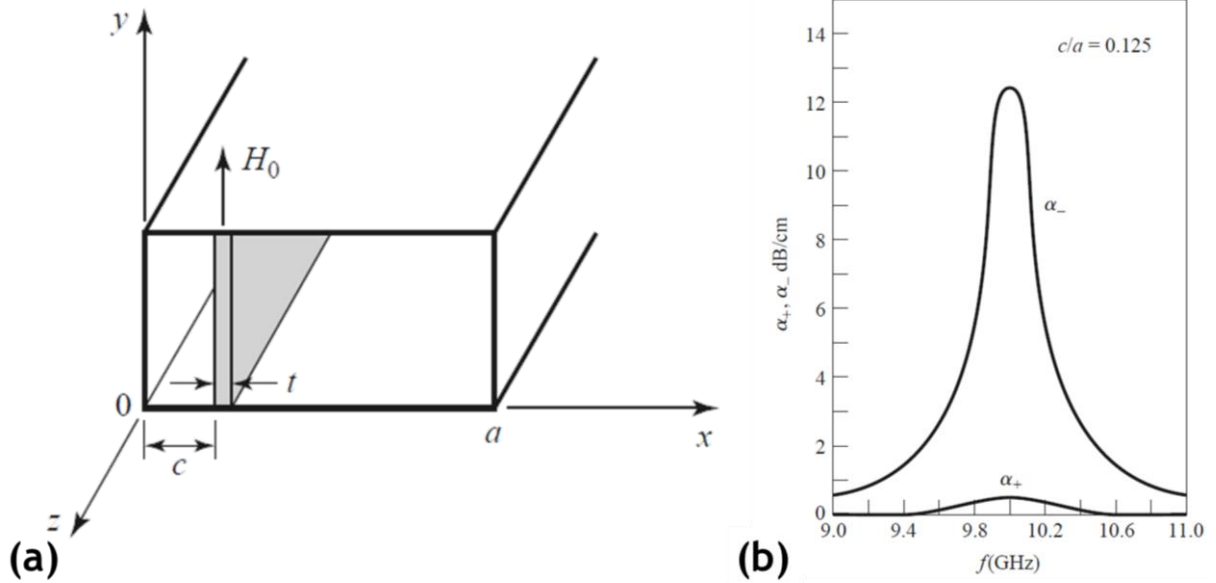 y
H₀
0
t
a
x
c
z
(a)
14
c/a = 0.125
12
10
α₋
8
α₊, α₋ dB/cm
6
4
2
α₊
0
9.0 9.4 9.8 10.2 10.6 11.0
f(GHz)
(b)